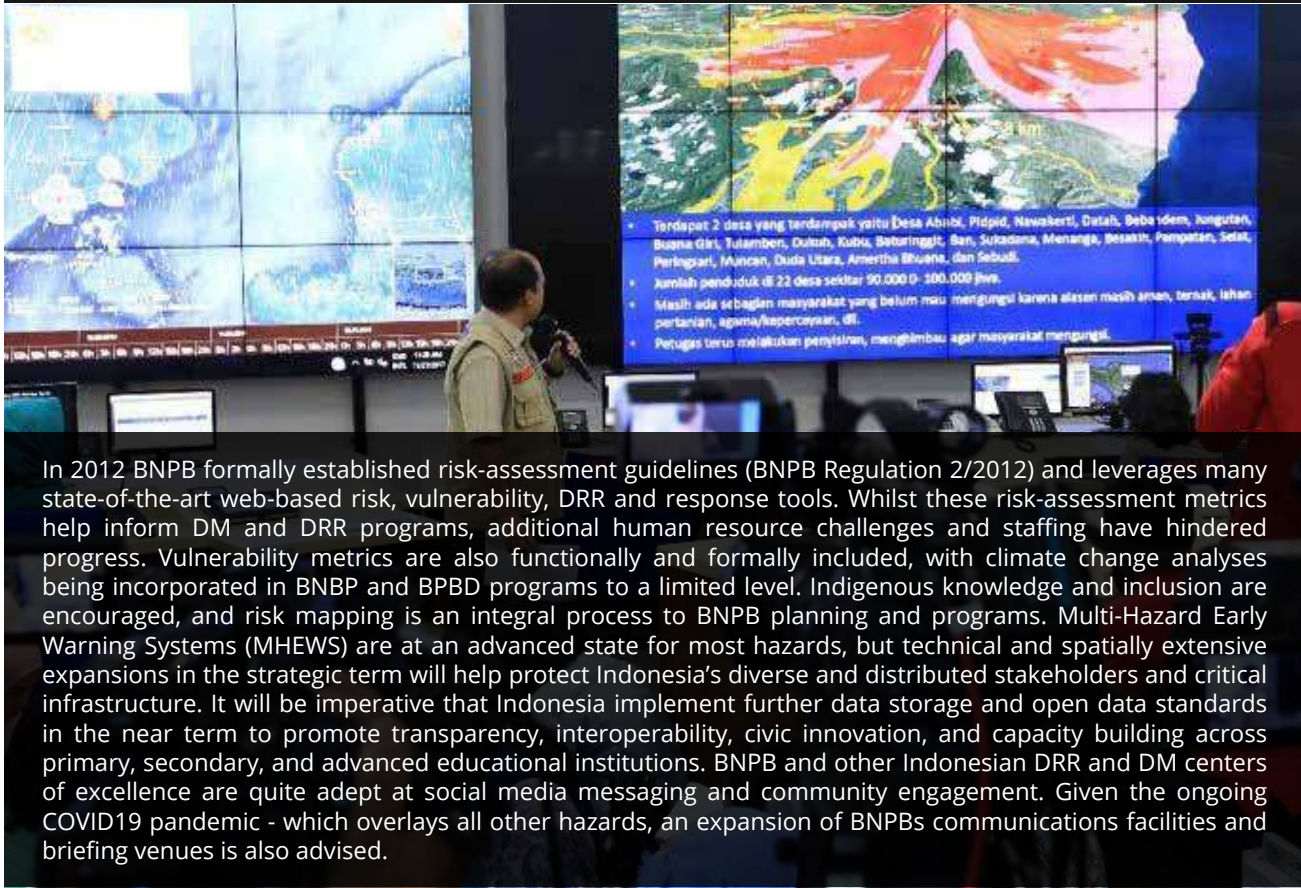 8 km
Terdapat 2 desa yang terdampak yaitu Desa Ababi, Pidpid, Nawakerti, Datah, Bebandem, Jungutan,
Buana Giri, Tulamben, Dukuh, Kubu, Baturinggit, Ban, Sukadana, Menanga, Besakih, Pempatan, Selat,
Peringsari, Muncan, Duda Utara, Amertha Bhuana, dan Sebudi.
Jumlah penduduk di 22 desa sekitar 90.000 - 100.000 jiwa.
Masih ada sebagian masyarakat yang belum mau mengungsi karena alasan masih aman, ternak, lahan
pertanian, agama/kepercayaan, dll.
Petugas terus melakukan penyisiran, menghimbau agar masyarakat mengungsi.
In 2012 BNPB formally established risk-assessment guidelines (BNPB Regulation 2/2012) and leverages many
state-of-the-art web-based risk, vulnerability, DRR and response tools. Whilst these risk-assessment metrics
help inform DM and DRR programs, additional human resource challenges and staffing have hindered
progress. Vulnerability metrics are also functionally and formally included, with climate change analyses
being incorporated in BNBP and BPBD programs to a limited level. Indigenous knowledge and inclusion are
encouraged, and risk mapping is an integral process to BNPB planning and programs. Multi-Hazard Early
Warning Systems (MHEWS) are at an advanced state for most hazards, but technical and spatially extensive
expansions in the strategic term will help protect Indonesia's diverse and distributed stakeholders and critical
infrastructure. It will be imperative that Indonesia implement further data storage and open data standards
in the near term to promote transparency, interoperability, civic innovation, and capacity building across
primary, secondary, and advanced educational institutions. BNPB and other Indonesian DRR and DM centers
of excellence are quite adept at social media messaging and community engagement. Given the ongoing
COVID19 pandemic - which overlays all other hazards, an expansion of BNPBs communications facilities and
briefing venues is also advised.